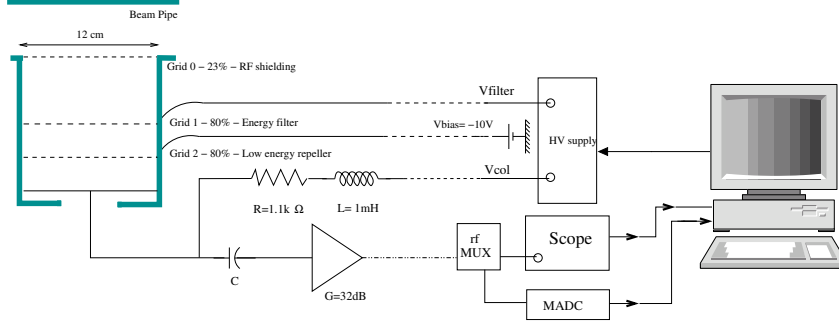 Beam Pipe
12 cm
Grid 0 – 23% – RF shielding
Vfilter
Grid 1 – 80% – Energy filter
Vbias= –10V
HV supply
Grid 2 – 80% – Low energy repeller
Vcol
R=1.1k Ω
L= 1mH
rf
MUX
Scope
C
G=32dB
MADC